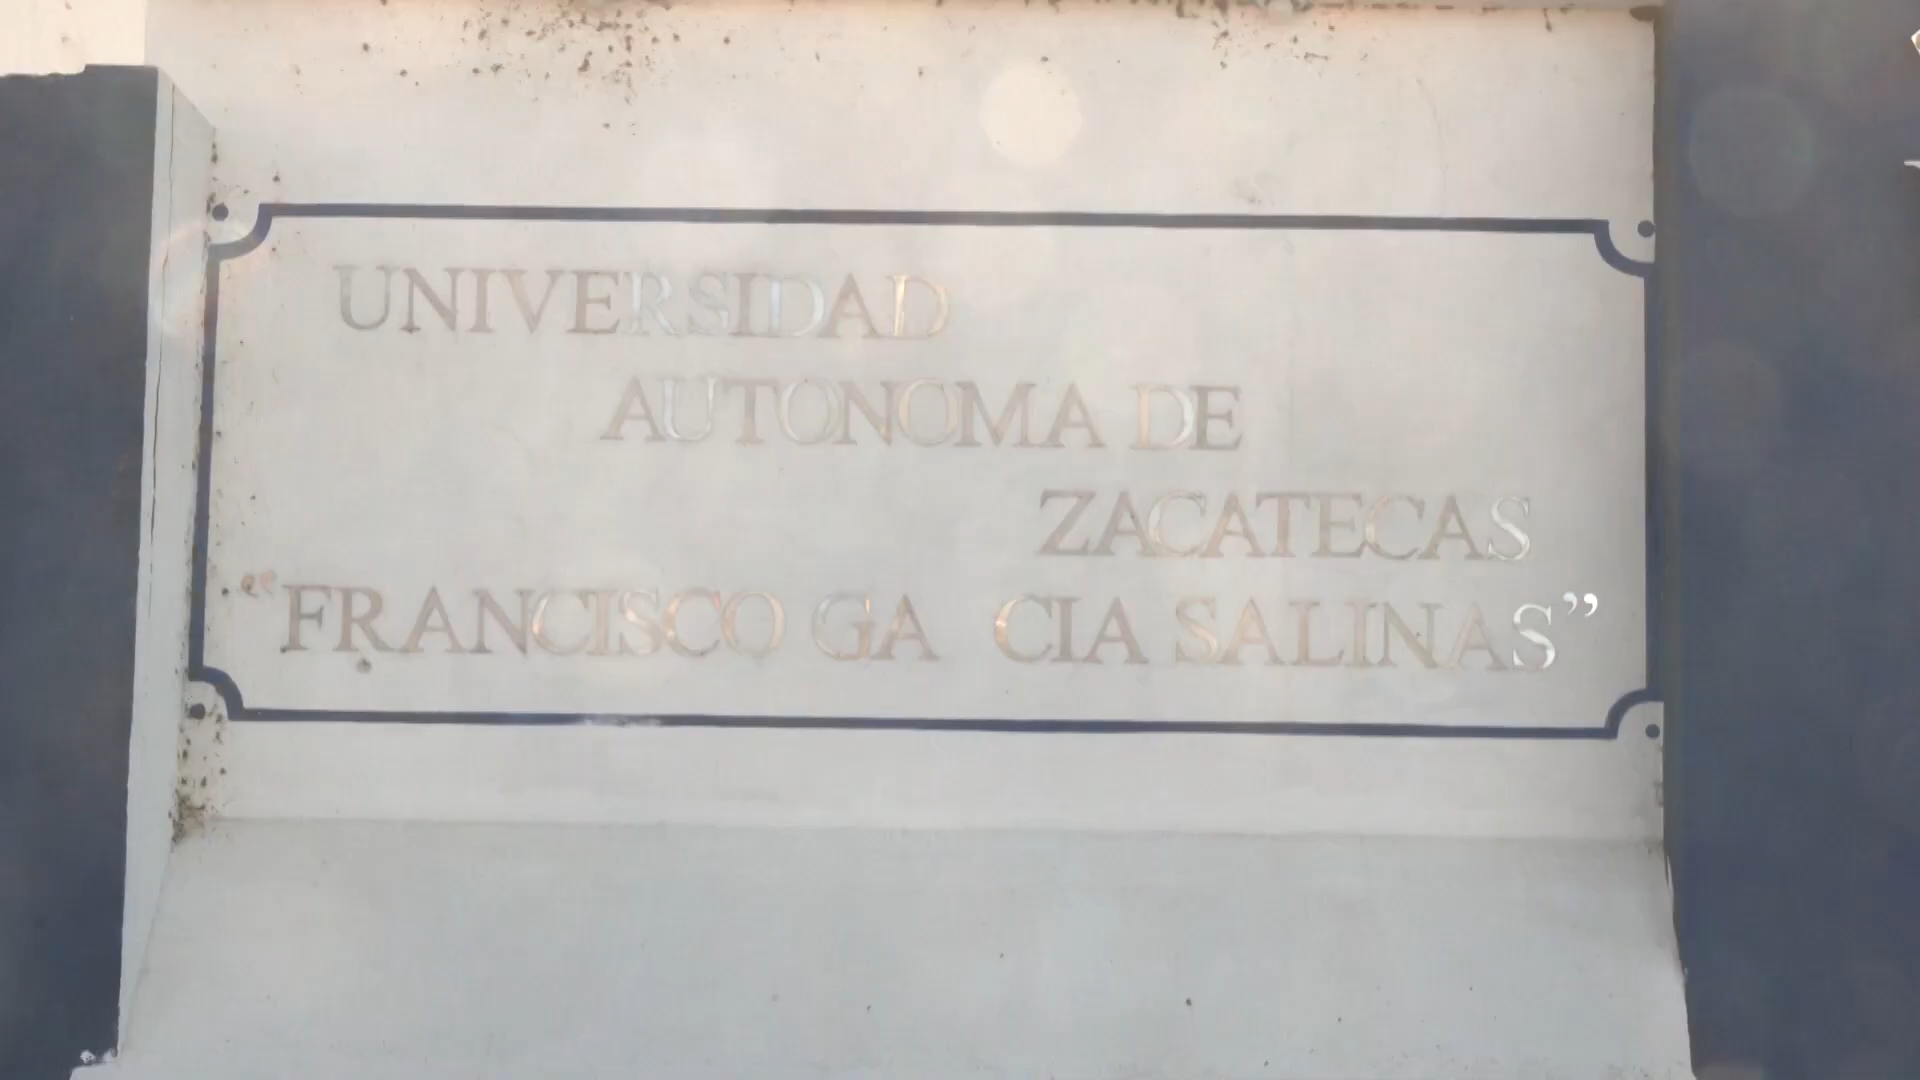 UNIVERSIDAD
AUTONOMA DE
ZACATECAS
“FRANCISCO GA CIA SALINAS”